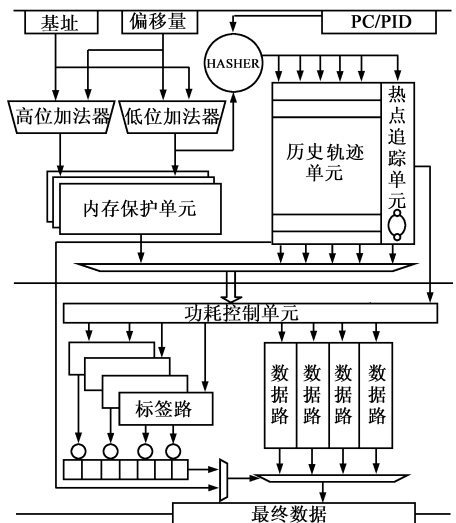 基址
偏移量
PC/PID
HASHER
高位加法器
低位加法器
历史轨迹
单元
热点追踪单元
内存保护单元
功耗控制单元
标签路
数据路
数据路
数据路
数据路
最终数据